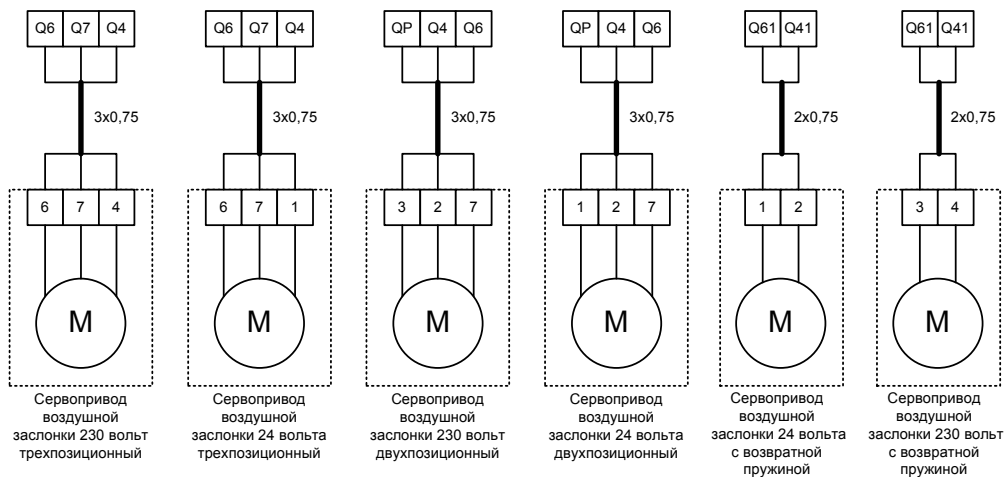 Q6 Q7 Q4
Q6 Q7 Q4
QP Q4 Q6
QP Q4 Q6
Q61 Q41
Q61 Q41
3x0,75
3x0,75
3x0,75
3x0,75
2x0,75
2x0,75
6 7 4
6 7 1
3 2 7
1 2 7
1 2
3 4
M
M
M
M
M
M
Сервопривод
воздушной
заслонки 230 вольт
трехпозиционный
Сервопривод
воздушной
заслонки 24 вольта
трехпозиционный
Сервопривод
воздушной
заслонки 230 вольт
двухпозиционный
Сервопривод
воздушной
заслонки 24 вольта
двухпозиционный
Сервопривод
воздушной
заслонки 24 вольта
с возвратной
пружиной
Сервопривод
воздушной
заслонки 230 вольт
с возвратной
пружиной